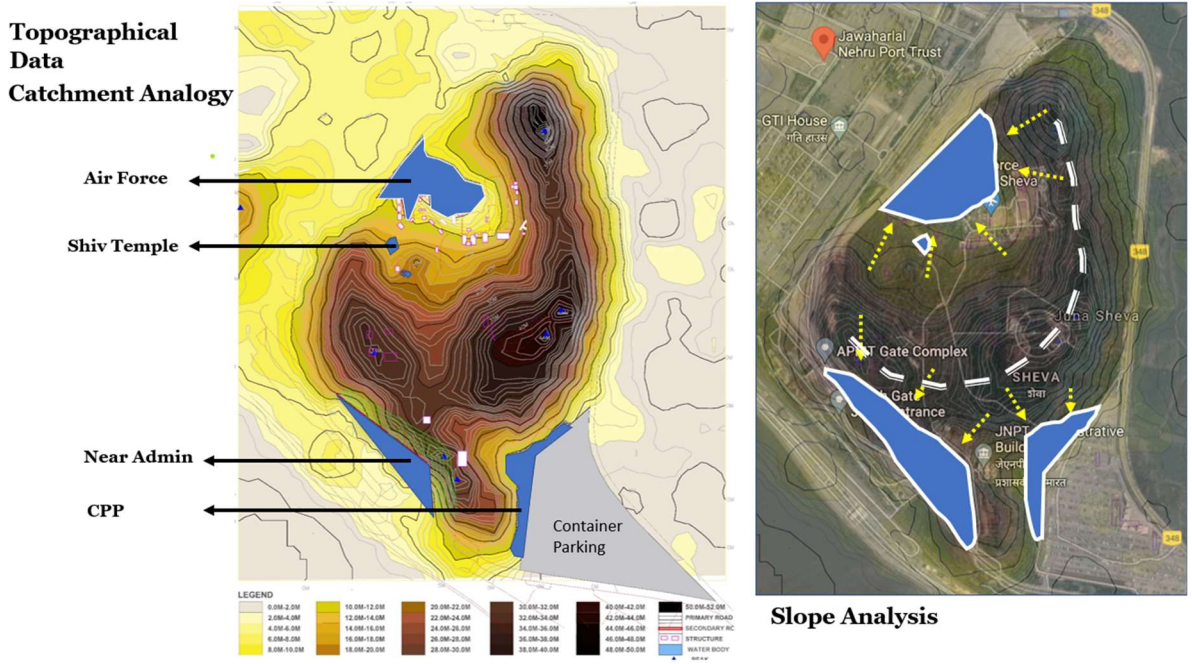 Topographical
Data
Catchment Analogy
Air Force
Shiv Temple
Near Admin
CPP
Container
Parking
LEGEND
0.0M-2.0M
2.0M-4.0M
4.0M-6.0M
6.0M-8.0M
8.0M-10.0M
10.0M-12.0M
12.0M-14.0M
14.0M-16.0M
16.0M-18.0M
18.0M-20.0M
20.0M-22.0M
22.0M-24.0M
24.0M-26.0M
26.0M-28.0M
28.0M-30.0M
30.0M-32.0M
32.0M-34.0M
34.0M-36.0M
36.0M-38.0M
38.0M-40.0M
40.0M-42.0M
42.0M-44.0M
44.0M-46.0M
46.0M-48.0M
48.0M-50.0M
50.0M-52.0M
PRIMARY ROAD
SECONDARY RO
STRUCTURE
WATER BODY
348
Jawaharlal
Nehru Port Trust
GTI House
गति हाउस
Sheva
348
Juna Sheva
Gate Complex
SHEVA
शेवा
Gate
JNPT
strative
Buil
348
Slope Analysis